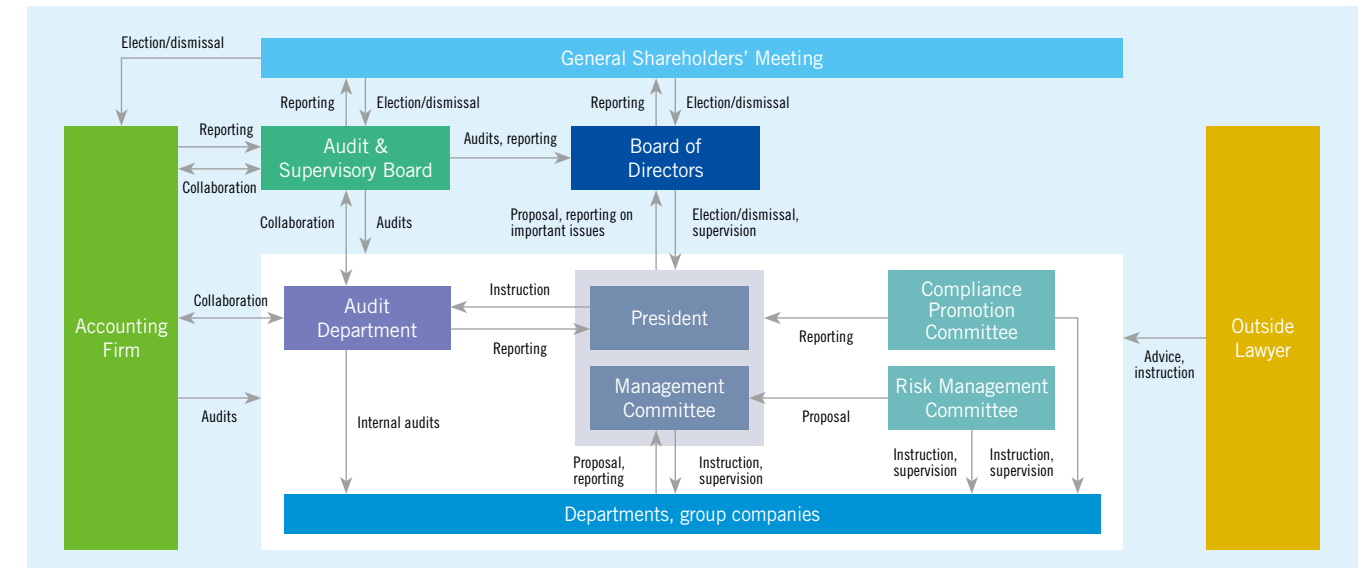 Election/dismissal
General Shareholders’ Meeting
Reporting
Election/dismissal
Reporting
Election/dismissal
Reporting
Collaboration
Audit &
Supervisory Board
Audits, reporting
Board of
Directors
Collaboration
Audits
Proposal, reporting on
important issues
Election/dismissal,
supervision
Accounting
Firm
Collaboration
Audit
Department
Instruction
Reporting
President
Reporting
Compliance
Promotion
Committee
Advice,
instruction
Outside
Lawyer
Audits
Internal audits
Management
Committee
Proposal
Risk Management
Committee
Proposal,
reporting
Instruction,
supervision
Instruction,
supervision
Instruction,
supervision
Departments, group companies